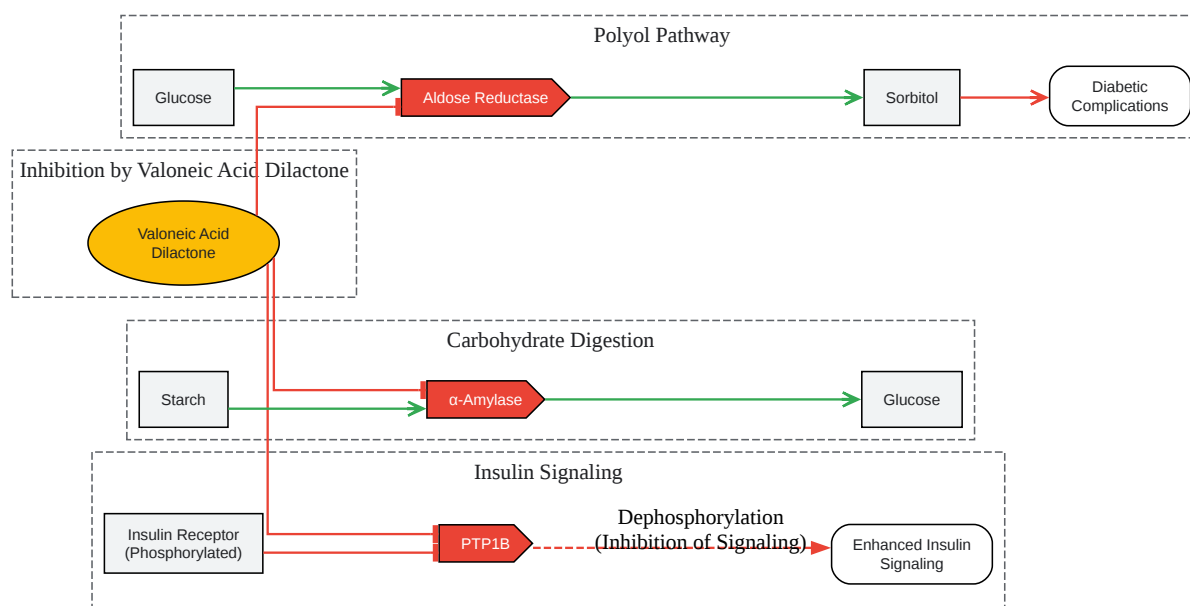 Polyol Pathway
Glucose
Aldose Reductase
Sorbitol
Diabetic
Complications
Inhibition by Valoneic Acid Dilactone
Valoneic Acid
Dilactone
Carbohydrate Digestion
Starch
α-Amylase
Glucose
Insulin Signaling
Insulin Receptor
(Phosphorylated)
PTP1B
Dephosphorylation
(Inhibition of Signaling)
Enhanced Insulin
Signaling